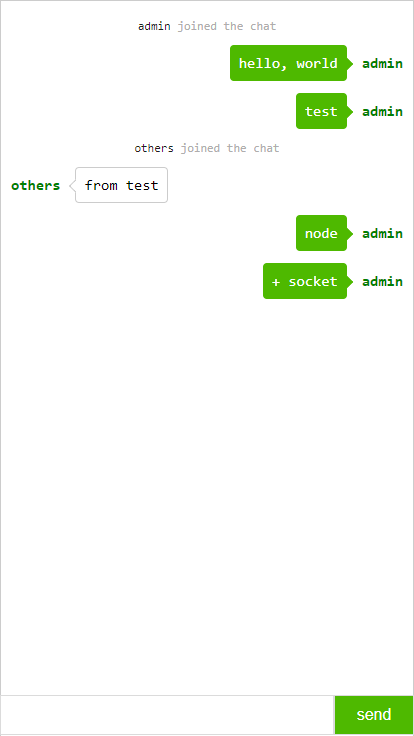 admin joined the chat
hello, world admin
test admin
others joined the chat
others from test
node admin
+ socket admin
send